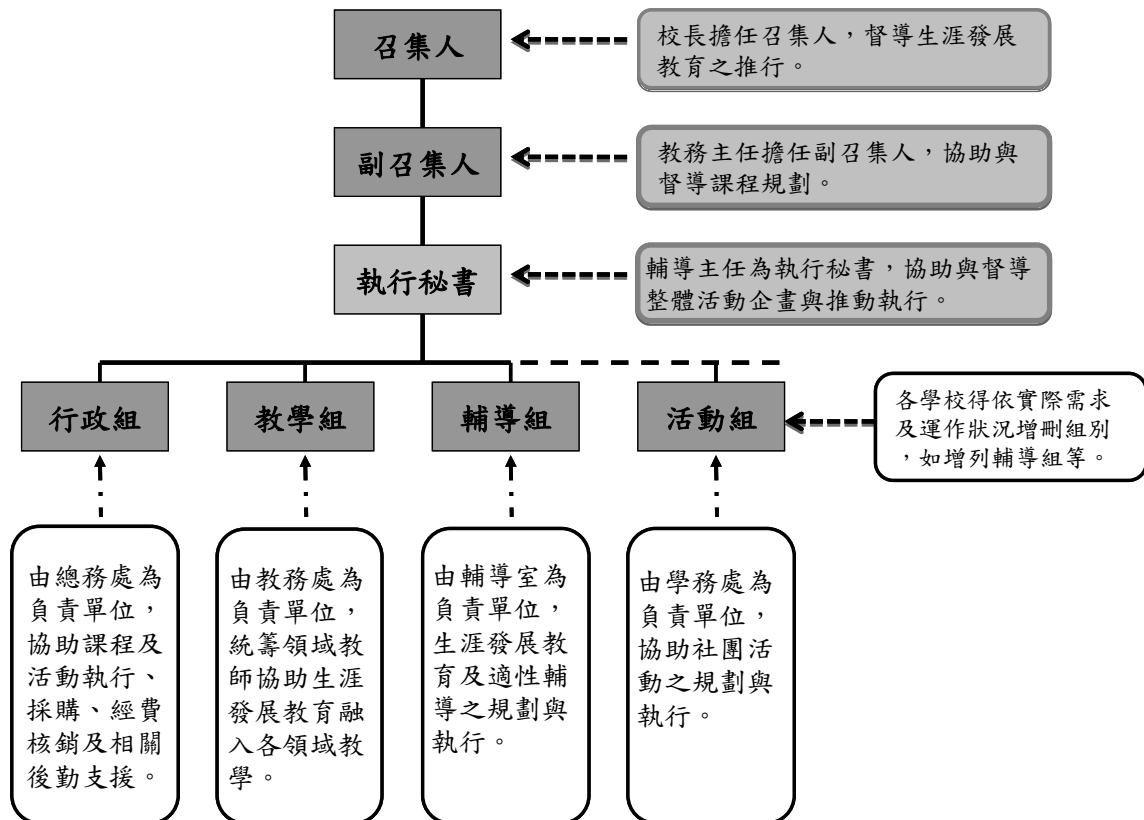 召集人
校長擔任召集人，督導生涯發展
教育之推行。
副召集人
教務主任擔任副召集人，協助與
督導課程規劃。
執行秘書
輔導主任為執行秘書，協助與督導
整體活動企畫與推動執行。
行政組
教學組
輔導組
活動組
各學校得依實際需求
及運作狀況增刪組別
，如增列輔導組等。
由總務處為
負責單位，
協助課程及
活動執行、
採購、經費
核銷及相關
後勤支援。
由教務處為
負責單位，
統籌領域教
師協助生涯
發展教育融
入各領域教
學。
由輔導室為
負責單位，
生涯發展教
育及適性輔
導之規劃與
執行。
由學務處為
負責單位，
協助社團活
動之規劃與
執行。